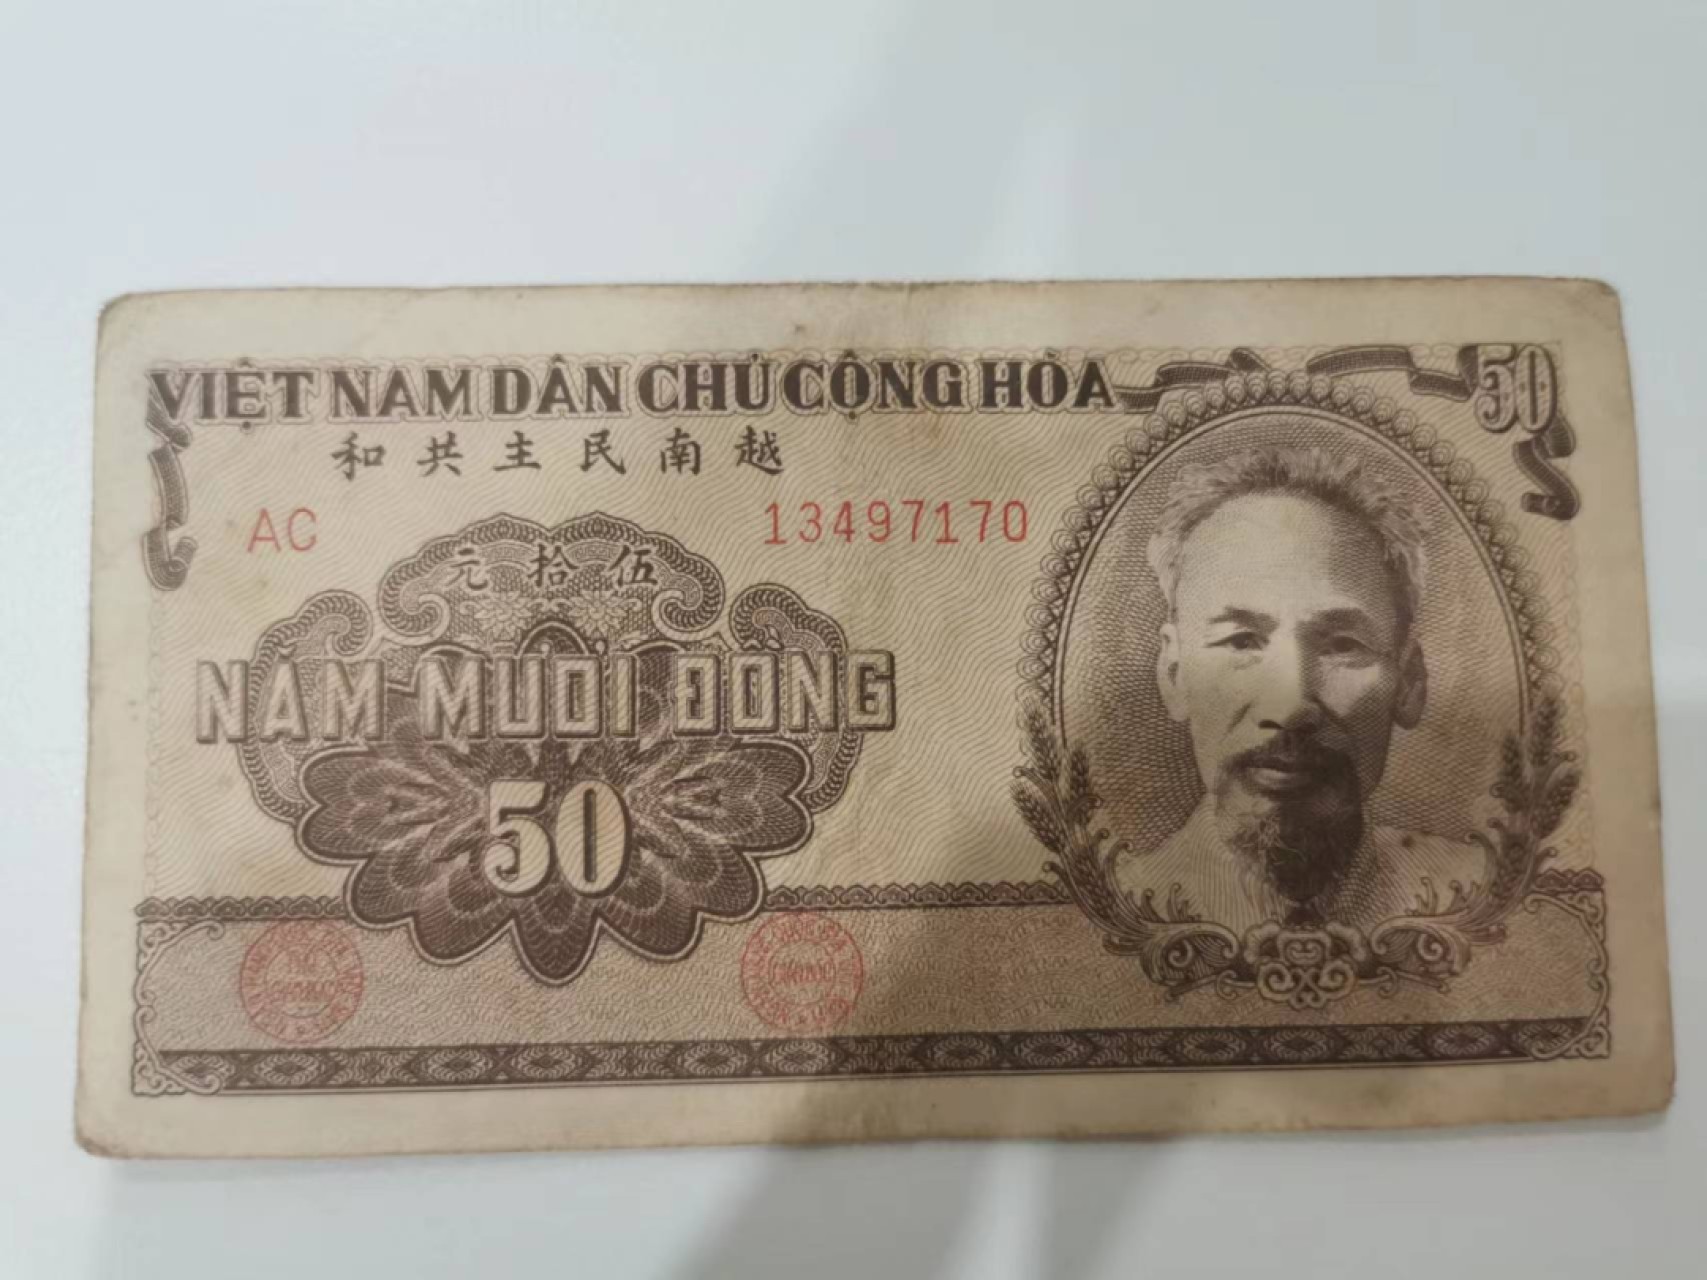 VIỆT NAM DÂN CHỦ CỘNG HÒA
50
和共主民南越
AC 13497170
元拾伍
NĂM MƯƠI ĐỒNG
50